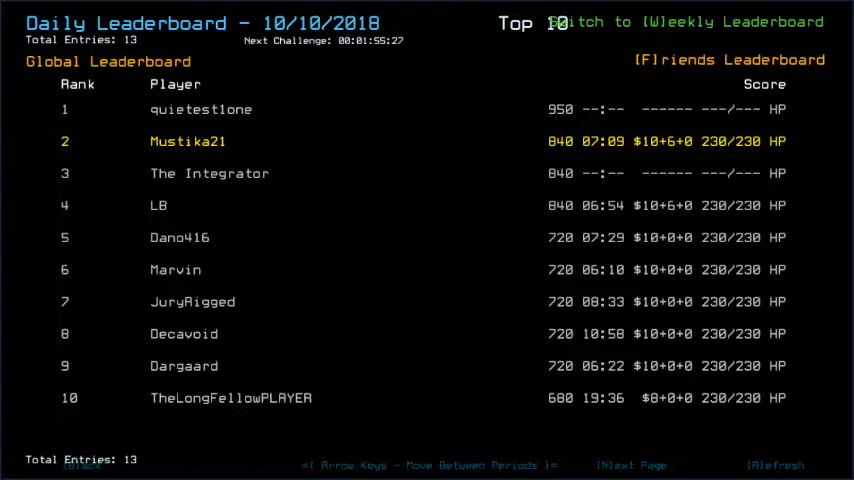 Daily Leaderboard - 10/10/2018 Top 10 Switch to [W]eekly Leaderboard
Total Entries: 13 Next Challenge: 00:01:55:27
Global Leaderboard [F]riends Leaderboard
Rank Player Score
1 quietest1one 950 --:-- ------ ---/--- HP
2 Mustika21 840 07:09 $10+6+0 230/230 HP
3 The Integrator 840 --:-- ------ ---/--- HP
4 LB 840 06:54 $10+6+0 230/230 HP
5 Dano416 720 07:29 $10+0+0 230/230 HP
6 Marvin 720 06:10 $10+0+0 230/230 HP
7 JuryRigged 720 08:33 $10+0+0 230/230 HP
8 Decavoid 720 10:58 $10+0+0 230/230 HP
9 Dargaard 720 06:22 $10+0+0 230/230 HP
10 TheLongFellowPLAYER 680 19:36 $8+0+0 230/230 HP
Total Entries: 13
[B]ack =[ Arrow Keys - Move Between Periods ]= [N]ext Page [R]efresh